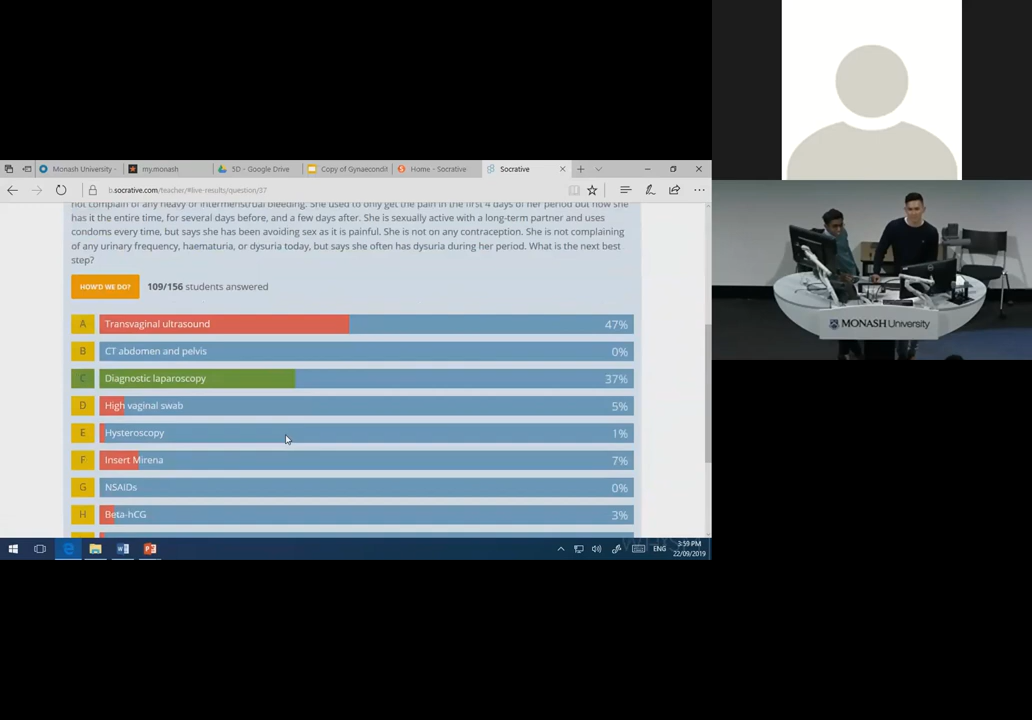 Monash University -
my.monash
5D - Google Drive
Copy of Gynaecondit
Home - Socrative
Socrative
b.socrative.com/teacher/#live-results/question/37
not complain of any heavy or intermenstrual bleeding. She used to only get the pain in the first 4 days of her period but now she
has it the entire time, for several days before, and a few days after. She is sexually active with a long-term partner and uses
condoms every time, but says she has been avoiding sex as it is painful. She is not on any contraception. She is not complaining
of any urinary frequency, haematuria, or dysuria today, but says she often has dysuria during her period. What is the next best
step?
HOW'D WE DO? 109/156 students answered
A Transvaginal ultrasound 47%
B CT abdomen and pelvis 0%
C Diagnostic laparoscopy 37%
D High vaginal swab 5%
E Hysteroscopy 1%
F Insert Mirena 7%
G NSAIDs 0%
H Beta-hCG 3%
ENG
3:59 PM
22/09/2019
MONASH University